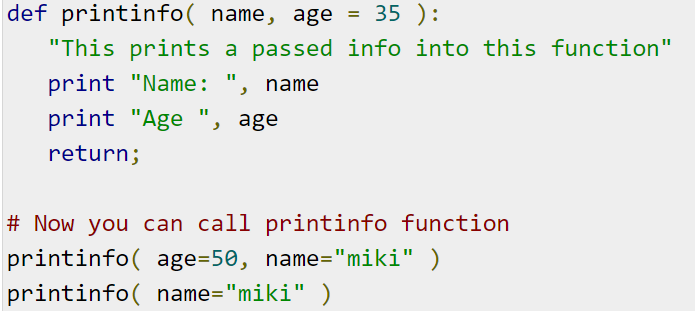 def printinfo( name, age = 35 ):
   "This prints a passed info into this function"
   print "Name: ", name
   print "Age ", age
   return;

# Now you can call printinfo function
printinfo( age=50, name="miki" )
printinfo( name="miki" )